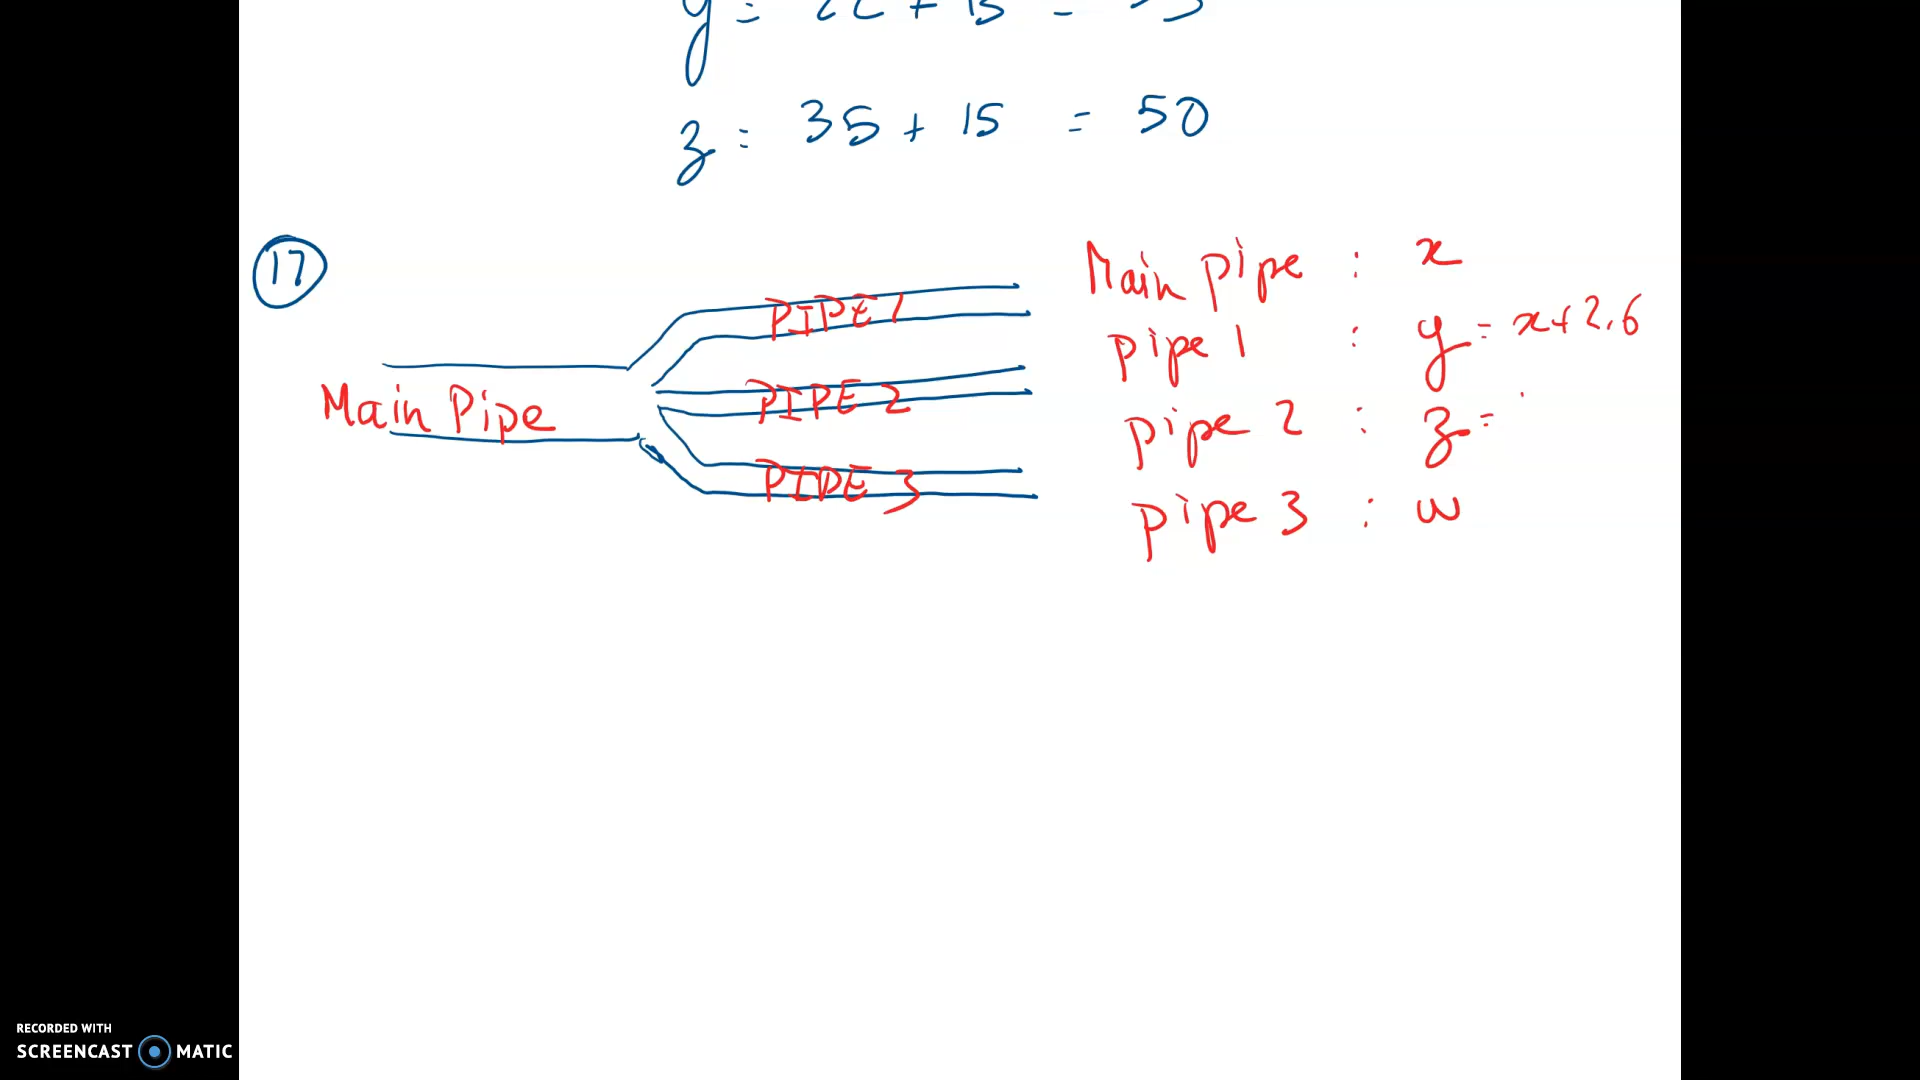 z = 35 + 15 = 50
17
Main Pipe
PIPE 1
PIPE 2
PIPE 3
Main pipe : x
pipe 1 : y = x+2.6
pipe 2 : z =
pipe 3 : w
RECORDED WITH
SCREENCAST MATIC